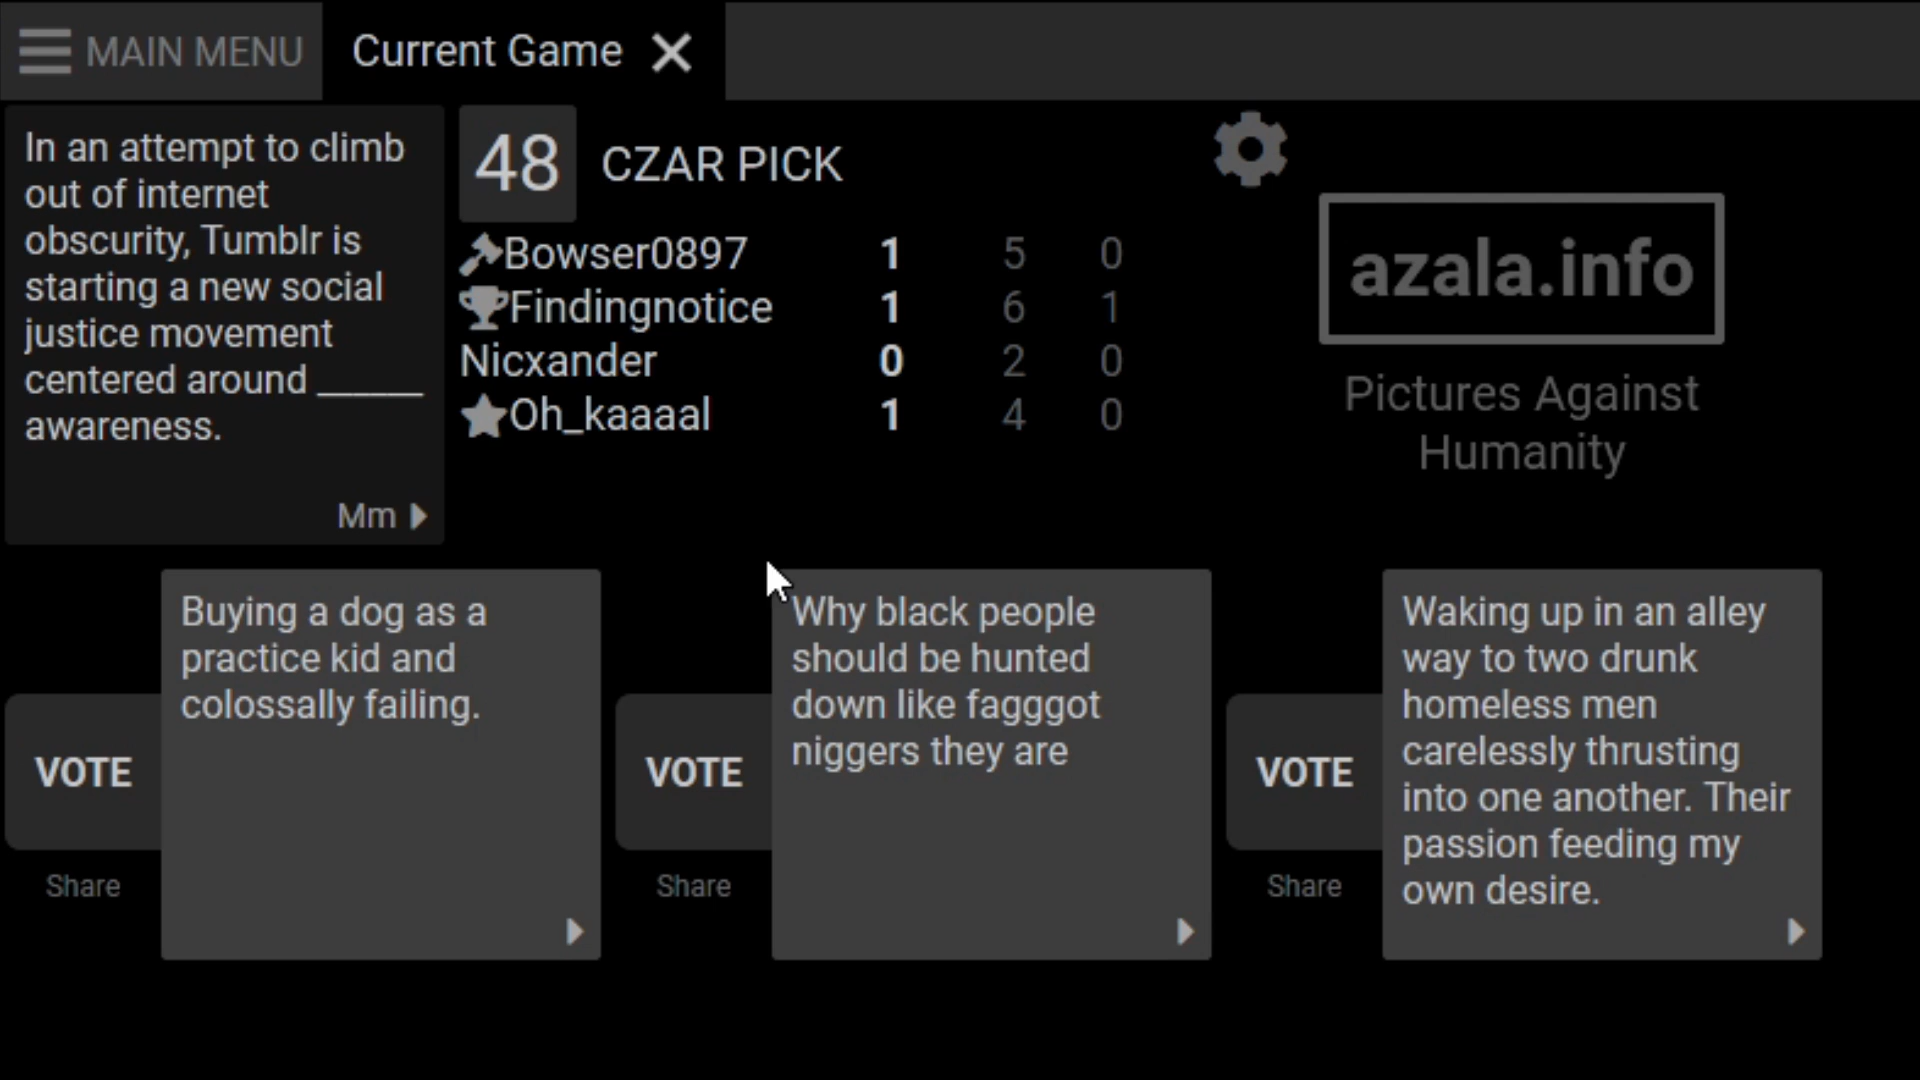 MAIN MENU
Current Game
In an attempt to climb
out of internet
obscurity, Tumblr is
starting a new social
justice movement
centered around ______
awareness.
Mm
48 CZAR PICK
Bowser0897 1 5 0
Findingnotice 1 6 1
Nicxander 0 2 0
Oh_kaaaal 1 4 0
azala.info
Pictures Against
Humanity
VOTE
Share
Buying a dog as a
practice kid and
colossally failing.
VOTE
Share
Why black people
should be hunted
down like fagggot
niggers they are
VOTE
Share
Waking up in an alley
way to two drunk
homeless men
carelessly thrusting
into one another. Their
passion feeding my
own desire.